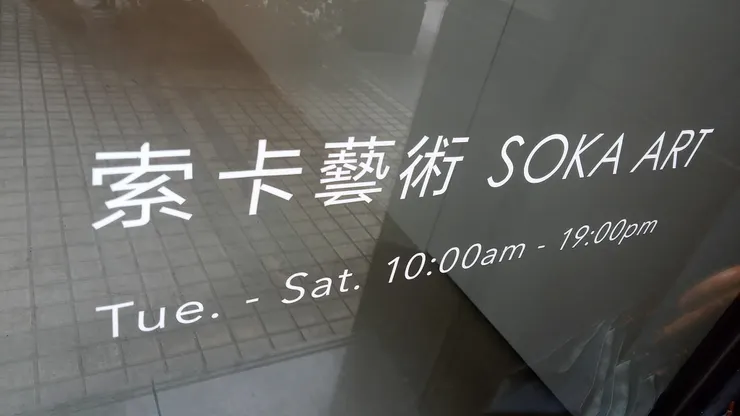 索卡藝術 SOKA ART
Tue. - Sat. 10:00am - 19:00pm